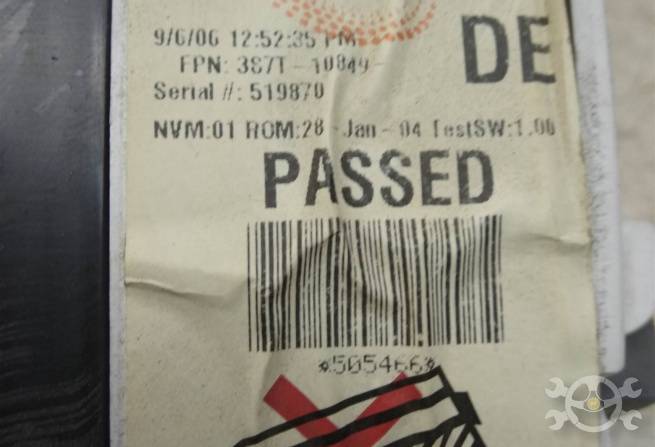 9/6/06 12:52:35 PM
DE
FPN: 3S7T-10849-
Serial #: 519870
NVM:01 ROM:28 -Jan - 04 TestSW:1.00
PASSED
*505466*